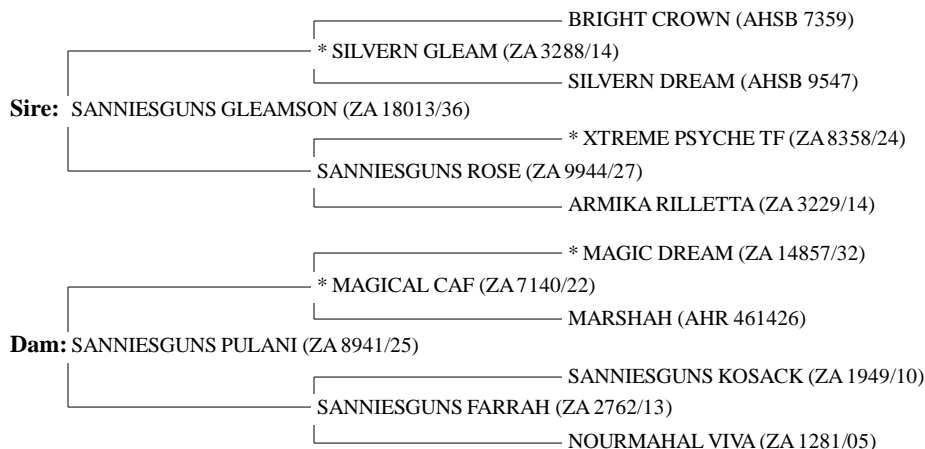 BRIGHT CROWN (AHSB 7359)
* SILVERN GLEAM (ZA 3288/14)
SILVERN DREAM (AHSB 9547)
Sire: SANNIESGUNS GLEAMSON (ZA 18013/36)
* XTREME PSYCHE TF (ZA 8358/24)
SANNIESGUNS ROSE (ZA 9944/27)
ARMIKA RILLETTA (ZA 3229/14)
* MAGIC DREAM (ZA 14857/32)
* MAGICAL CAF (ZA 7140/22)
MARSHAH (AHR 461426)
Dam: SANNIESGUNS PULANI (ZA 8941/25)
SANNIESGUNS KOSACK (ZA 1949/10)
SANNIESGUNS FARRAH (ZA 2762/13)
NOURMAHAL VIVA (ZA 1281/05)